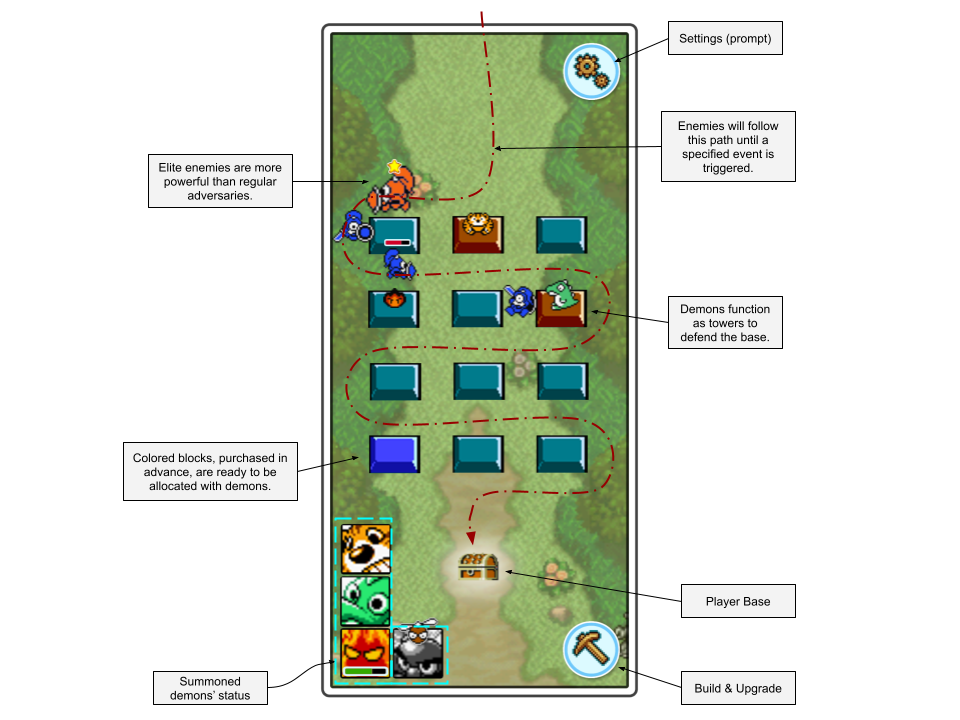 Settings (prompt)
Enemies will follow
this path until a
specified event is
triggered.
Elite enemies are more
powerful than regular
adversaries.
Demons function
as towers to
defend the base.
Colored blocks, purchased in
advance, are ready to be
allocated with demons.
Player Base
Summoned
demons’ status
Build & Upgrade